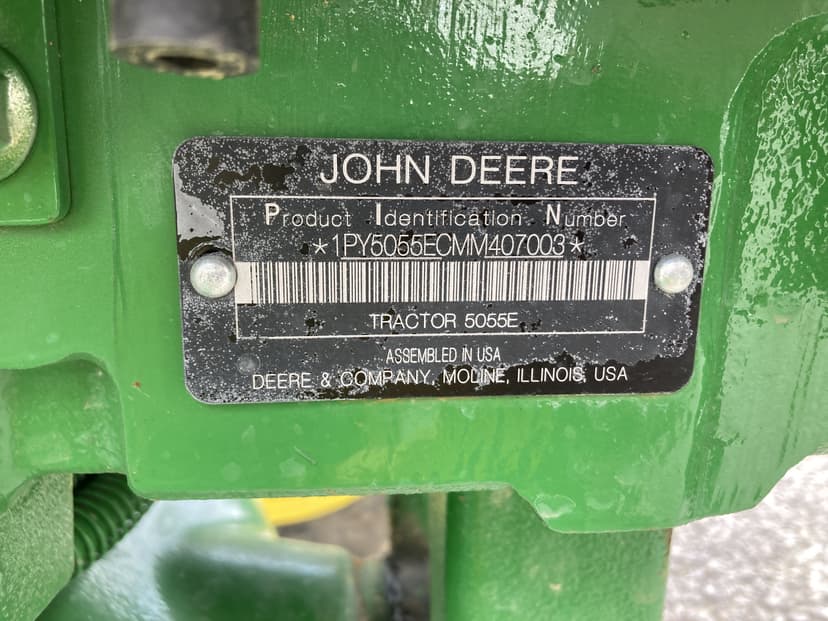 JOHN DEERE
Product Identification Number
*1PY5055ECMM407003*
TRACTOR 5055E
ASSEMBLED IN USA
DEERE & COMPANY, MOLINE, ILLINOIS, USA